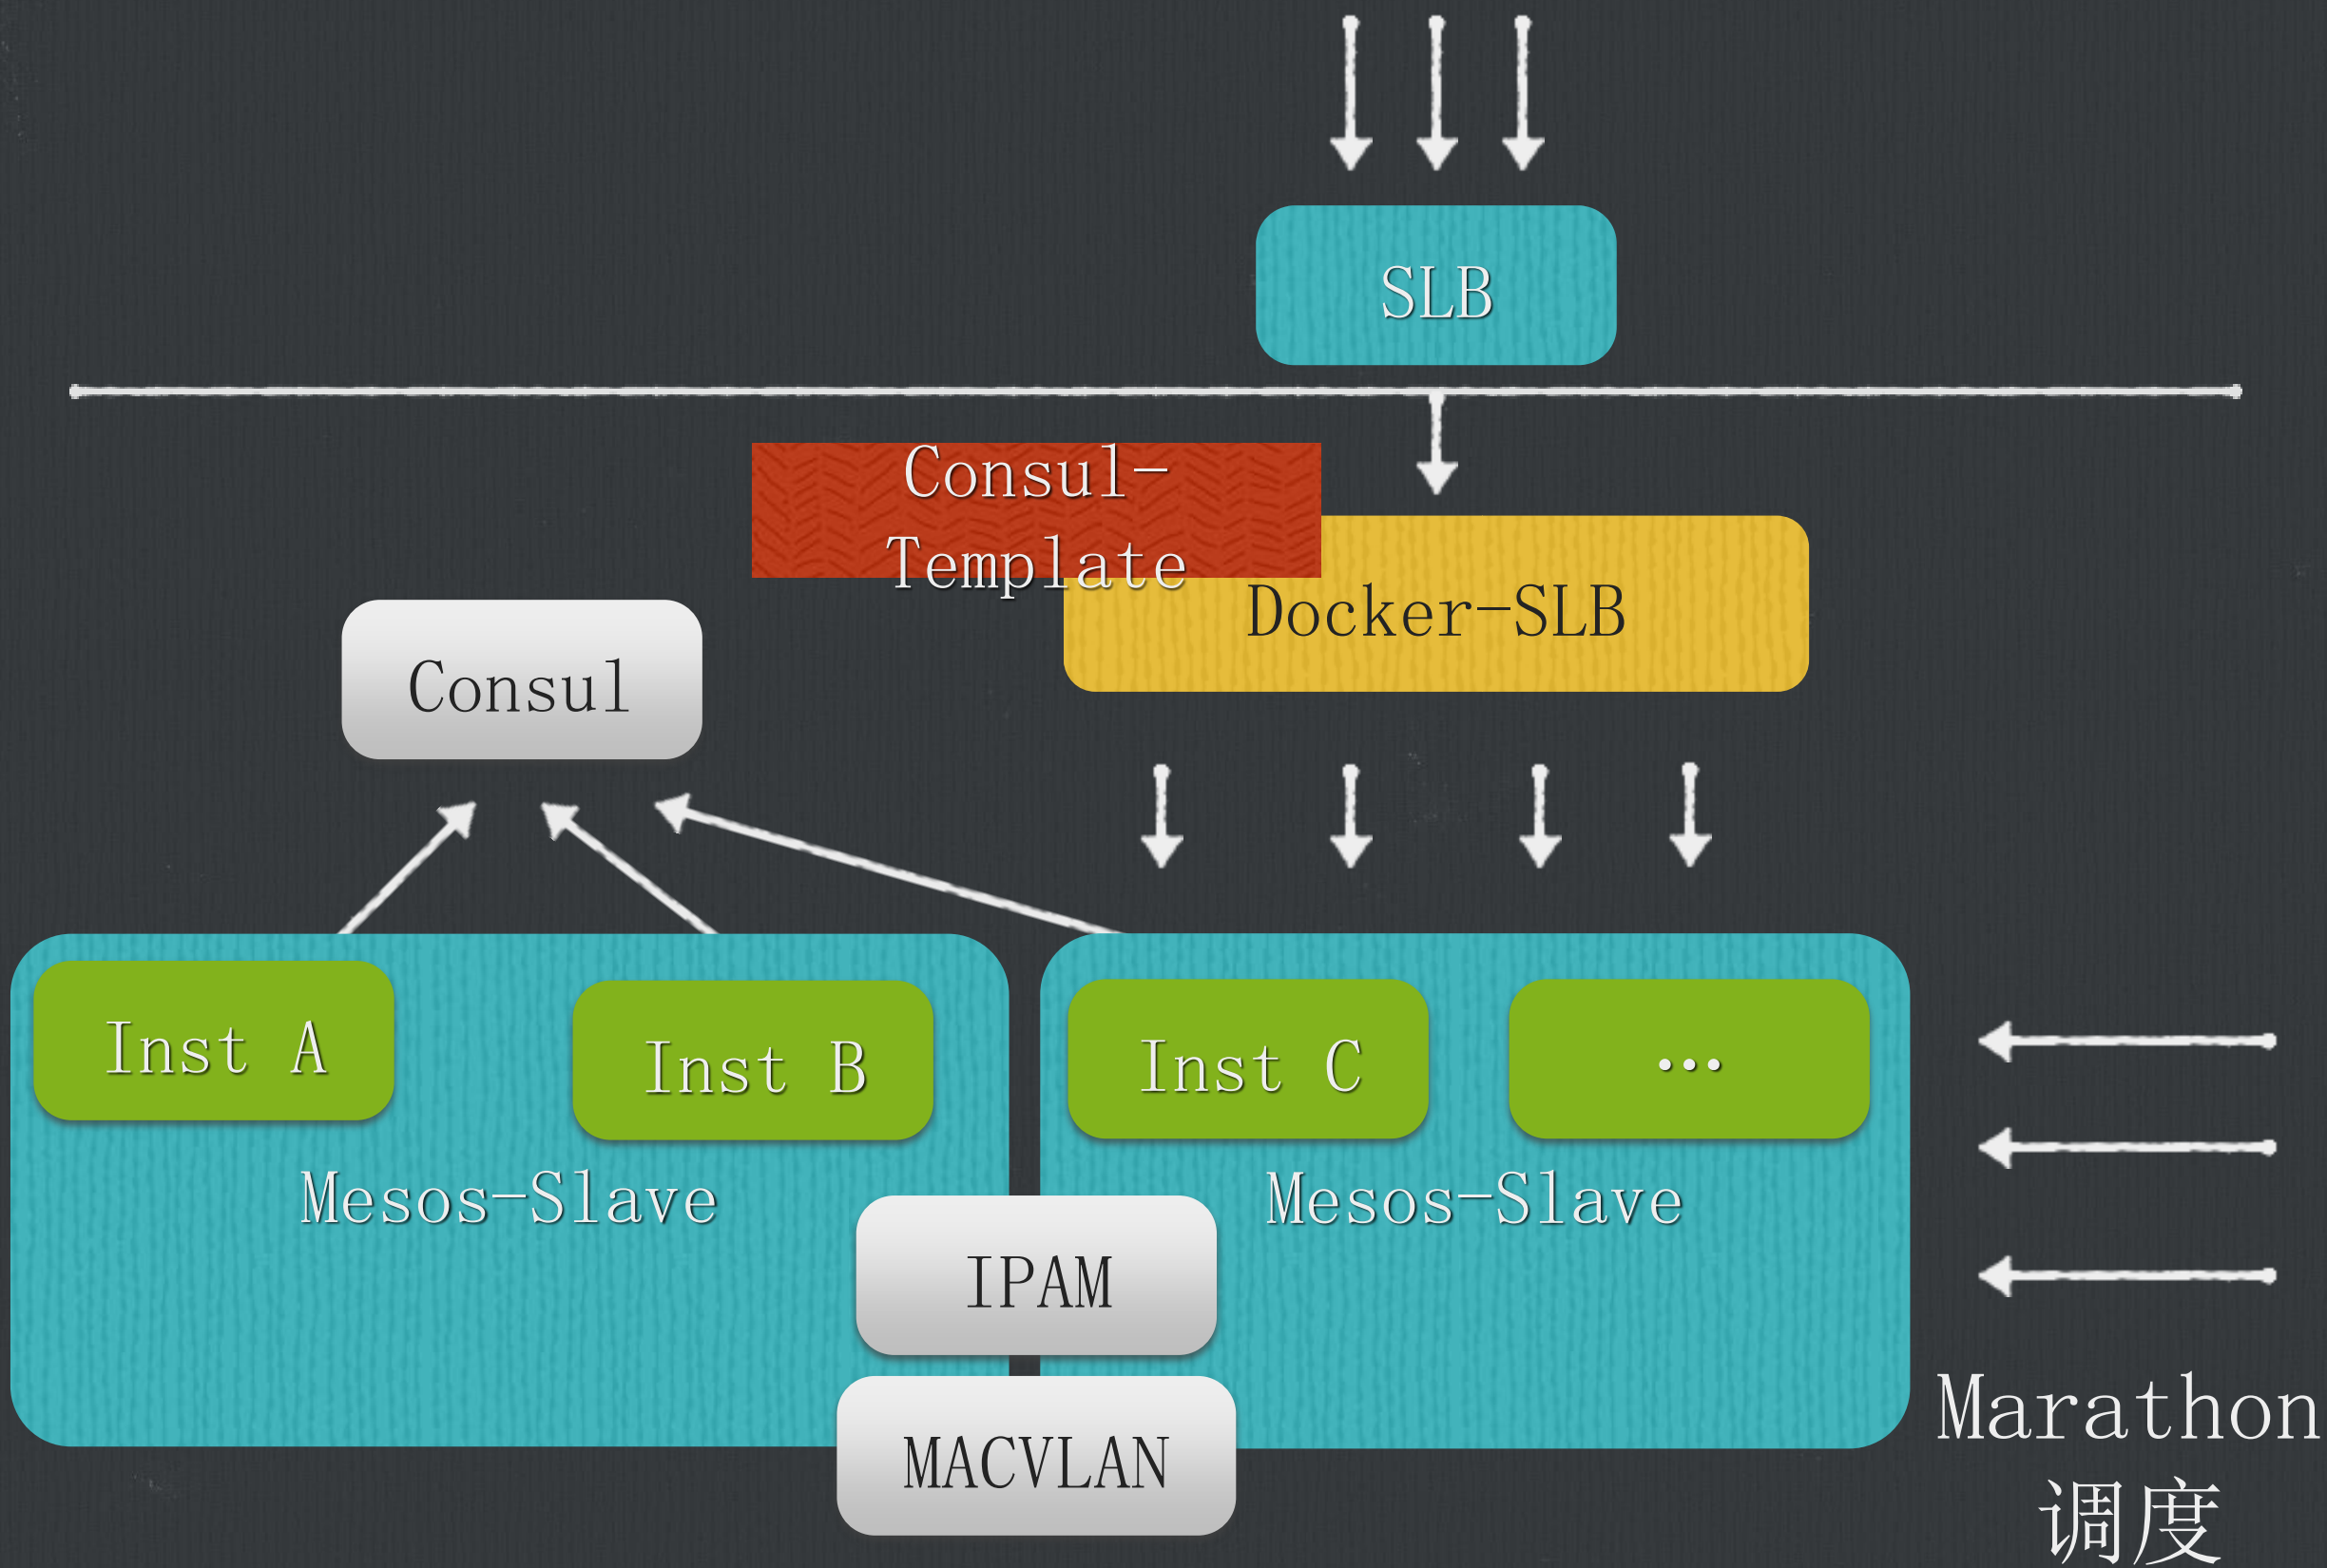 SLB
Consul-
Template
Docker-SLB
Consul
Inst A
Inst B
Inst C
...
Mesos-Slave
Mesos-Slave
IPAM
MACVLAN
Marathon
调度